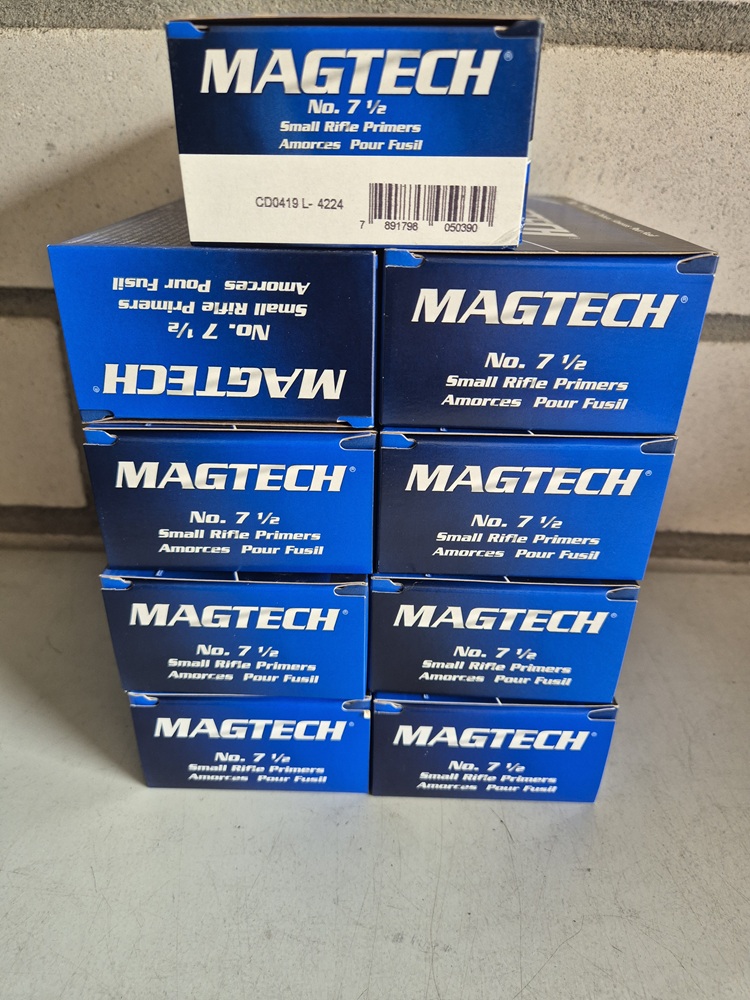 MAGTECH®
No. 7 ½
Small Rifle Primers
Amorces Pour Fusil
CD0419 L- 4224
7 891798 050390
MAGTECH®
No. 7 ½
Small Rifle Primers
Amorces Pour Fusil
MAGTECH®
No. 7 ½
Small Rifle Primers
Amorces Pour Fusil
MAGTECH®
No. 7 ½
Small Rifle Primers
Amorces Pour Fusil
MAGTECH®
No. 7 ½
Small Rifle Primers
Amorces Pour Fusil
MAGTECH®
No. 7 ½
Small Rifle Primers
Amorces Pour Fusil
MAGTECH®
No. 7 ½
Small Rifle Primers
Amorces Pour Fusil
MAGTECH®
No. 7 ½
Small Rifle Primers
Amorces Pour Fusil
MAGTECH®
No. 7 ½
Small Rifle Primers
Amorces Pour Fusil